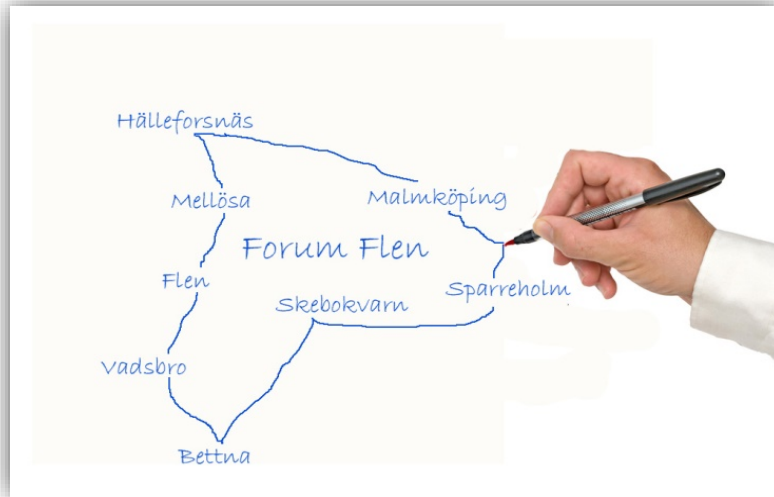 Hälleforsnäs
Mellösa
Malmköping
Forum Flen
Flen
Sparreholm
Skebokvarn
Vadsbro
Bettna